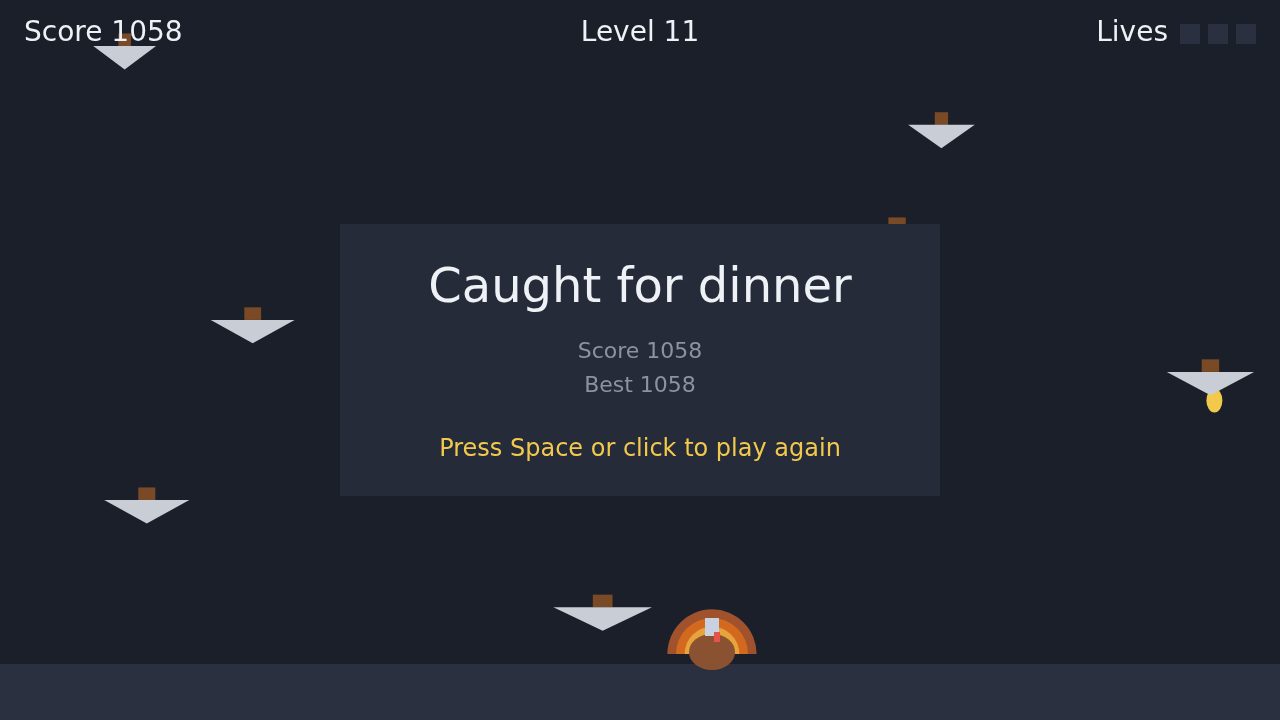 Score 1058
Level 11
Lives
Caught for dinner
Score 1058
Best 1058
Press Space or click to play again